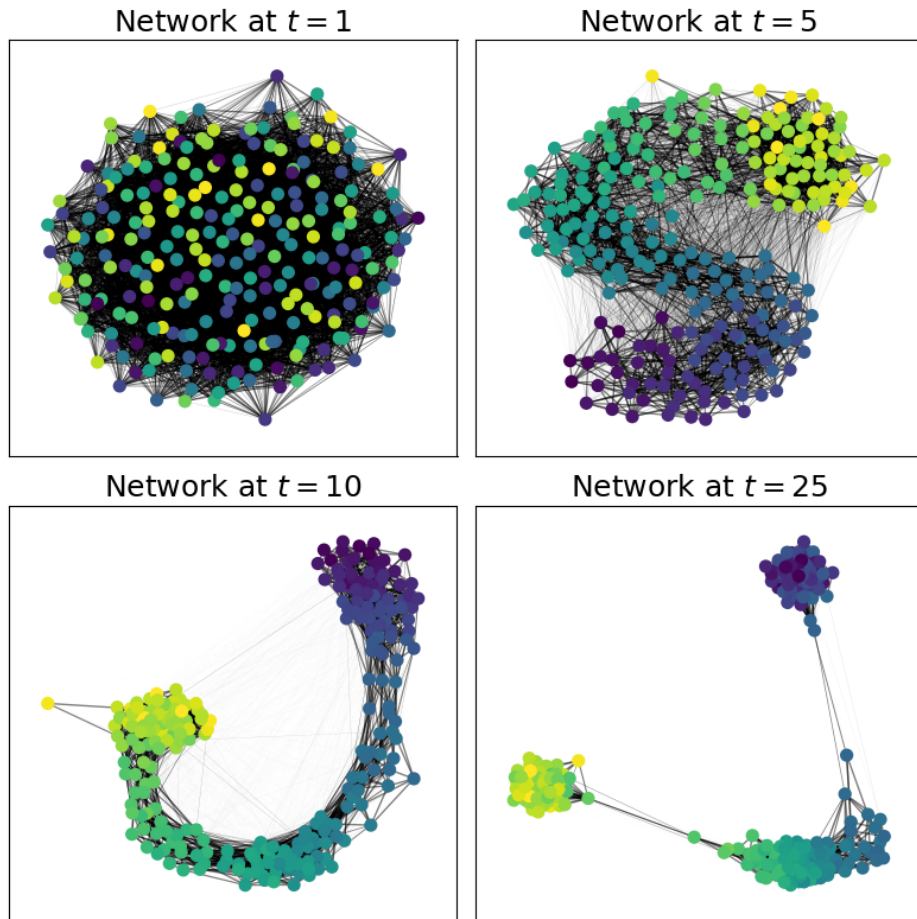 Network at t = 1
Network at t = 5
Network at t = 10
Network at t = 25